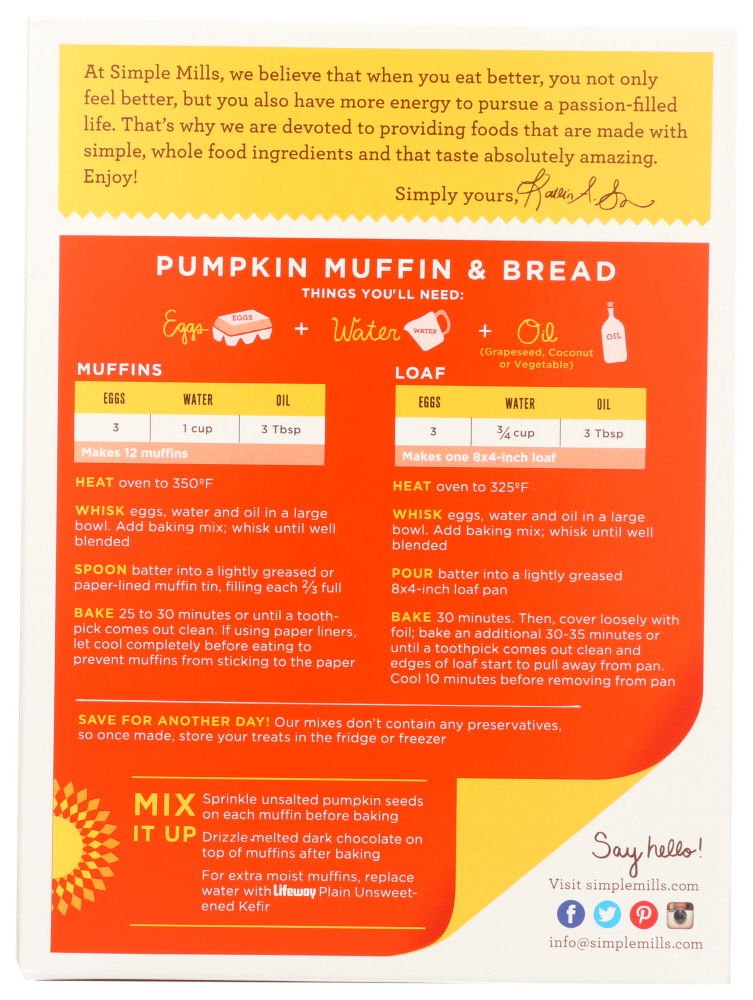 At Simple Mills, we believe that when you eat better, you not only
feel better, but you also have more energy to pursue a passion-filled
life. That's why we are devoted to providing foods that are made with
simple, whole food ingredients and that taste absolutely amazing.
Enjoy!
Simply yours,
PUMPKIN MUFFIN & BREAD
THINGS YOU'LL NEED:
Eggs EGGS + Water WATER + Oil OIL
(Grapeseed, Coconut
or Vegetable)
MUFFINS
EGGS WATER OIL
3 1 cup 3 Tbsp
Makes 12 muffins
HEAT oven to 350ºF
WHISK eggs, water and oil in a large
bowl. Add baking mix; whisk until well
blended
SPOON batter into a lightly greased or
paper-lined muffin tin, filling each 2/3 full
BAKE 25 to 30 minutes or until a tooth-
pick comes out clean. If using paper liners,
let cool completely before eating to
prevent muffins from sticking to the paper
LOAF
EGGS WATER OIL
3 3/4 cup 3 Tbsp
Makes one 8x4-inch loaf
HEAT oven to 325ºF
WHISK eggs, water and oil in a large
bowl. Add baking mix; whisk until well
blended
POUR batter into a lightly greased
8x4-inch loaf pan
BAKE 30 minutes. Then, cover loosely with
foil; bake an additional 30-35 minutes or
until a toothpick comes out clean and
edges of loaf start to pull away from pan.
Cool 10 minutes before removing from pan
SAVE FOR ANOTHER DAY! Our mixes don't contain any preservatives,
so once made, store your treats in the fridge or freezer
MIX
IT UP
Sprinkle unsalted pumpkin seeds
on each muffin before baking
Drizzle melted dark chocolate on
top of muffins after baking
For extra moist muffins, replace
water with Lifeway Plain Unsweet-
ened Kefir
Say hello!
Visit simplemills.com
info@simplemills.com